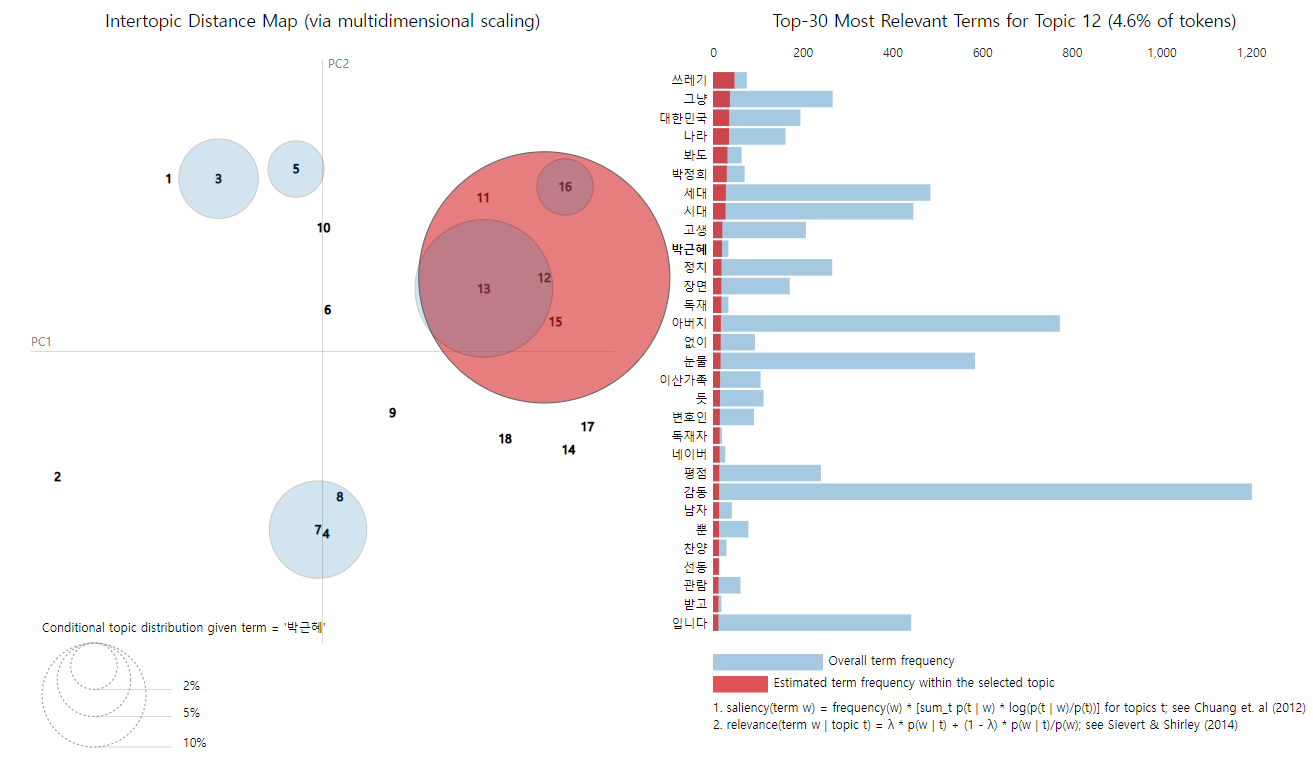 Intertopic Distance Map (via multidimensional scaling)
PC2
PC1
1
3
5
10
6
11
16
12
13
15
9
18
17
14
2
8
7
4
Conditional topic distribution given term = '박근혜'
2%
5%
10%
Top-30 Most Relevant Terms for Topic 12 (4.6% of tokens)
0 200 400 600 800 1,000 1,200
쓰레기
그냥
대한민국
나라
봐도
박정희
세대
시대
고생
박근혜
정치
장면
독재
아버지
없이
눈물
이산가족
듯
변호인
독재자
네이버
평점
감동
남자
뿐
찬양
선동
관람
받고
입니다
Overall term frequency
Estimated term frequency within the selected topic
1. saliency(term w) = frequency(w) * [sum_t p(t | w) * log(p(t | w)/p(t))] for topics t; see Chuang et. al (2012)
2. relevance(term w | topic t) = λ * p(w | t) + (1 - λ) * p(w | t)/p(w); see Sievert & Shirley (2014)